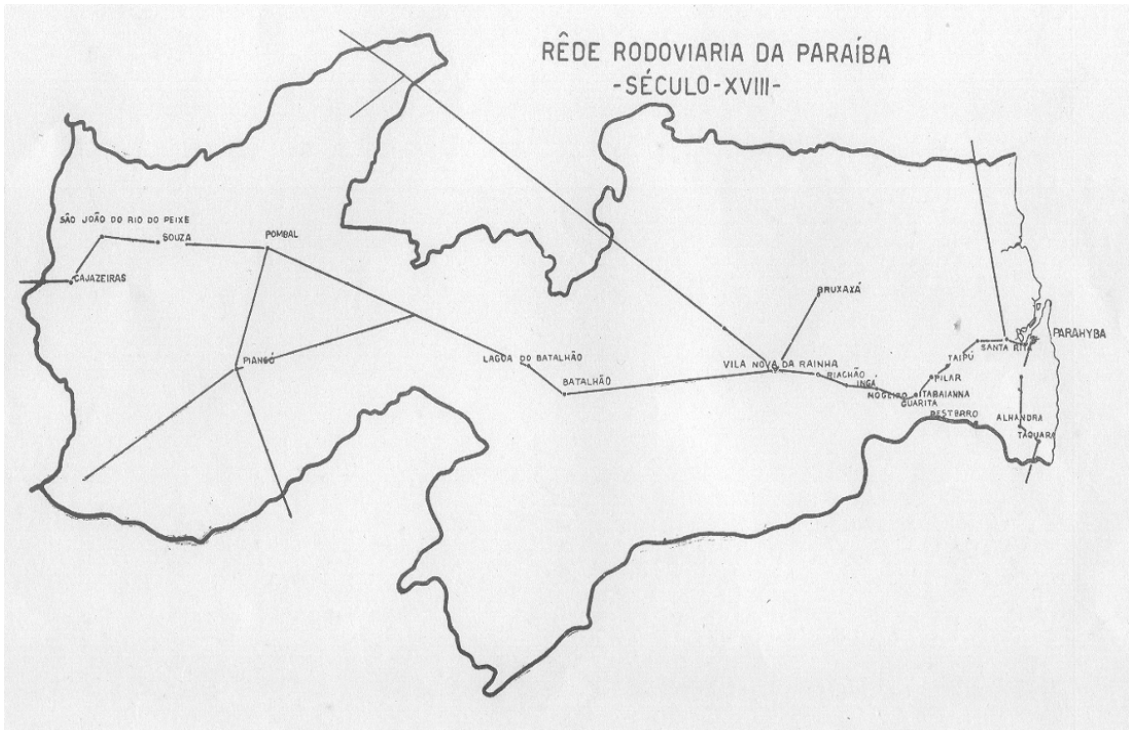 RÊDE RODOVIARIA DA PARAÍBA
-SÉCULO-XVIII-
SÃO JOÃO DO RIO DO PEIXE
SOUZA
POMBAL
CAJAZEIRAS
BRUXAXÁ
PARAHYBA
SANTA RITA
TAIPÚ
LAGOA DO BATALHÃO
PIANCÓ
VILA NOVA DA RAINHA
RIACHÃO
PILAR
BATALHÃO
INGÁ
MOGEIRO
ITABAIANNA
GUARITA
ALHANDRA
TAQUARA